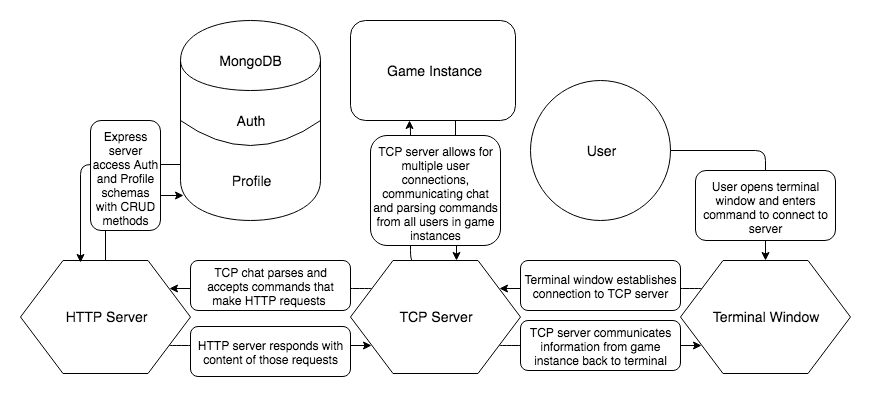 MongoDB
Auth
Profile
Game Instance
User
Express
server
access Auth
and Profile
schemas
with CRUD
methods
TCP server allows for
multiple user
connections,
communicating chat
and parsing commands
from all users in game
instances
User opens terminal
window and enters
command to connect to
server
HTTP Server
TCP chat parses and
accepts commands that
make HTTP requests
HTTP server responds with
content of those requests
TCP Server
Terminal window establishes
connection to TCP server
TCP server communicates
information from game
instance back to terminal
Terminal Window